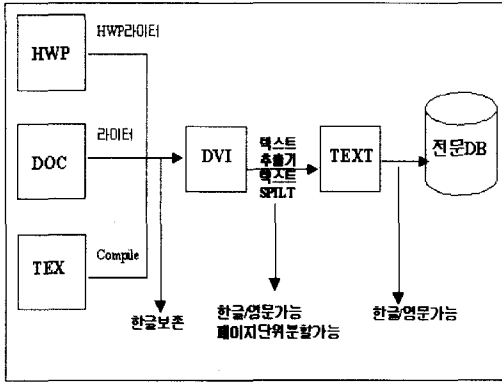 HWP라이터
HWP
라이터
DOC
DVI
텍스트
추출기
텍스트
SPILT
TEXT
전문DB
TEX
Compile
한글보존
한글/영문가능
페이지단위분할가능
한글/영문가능